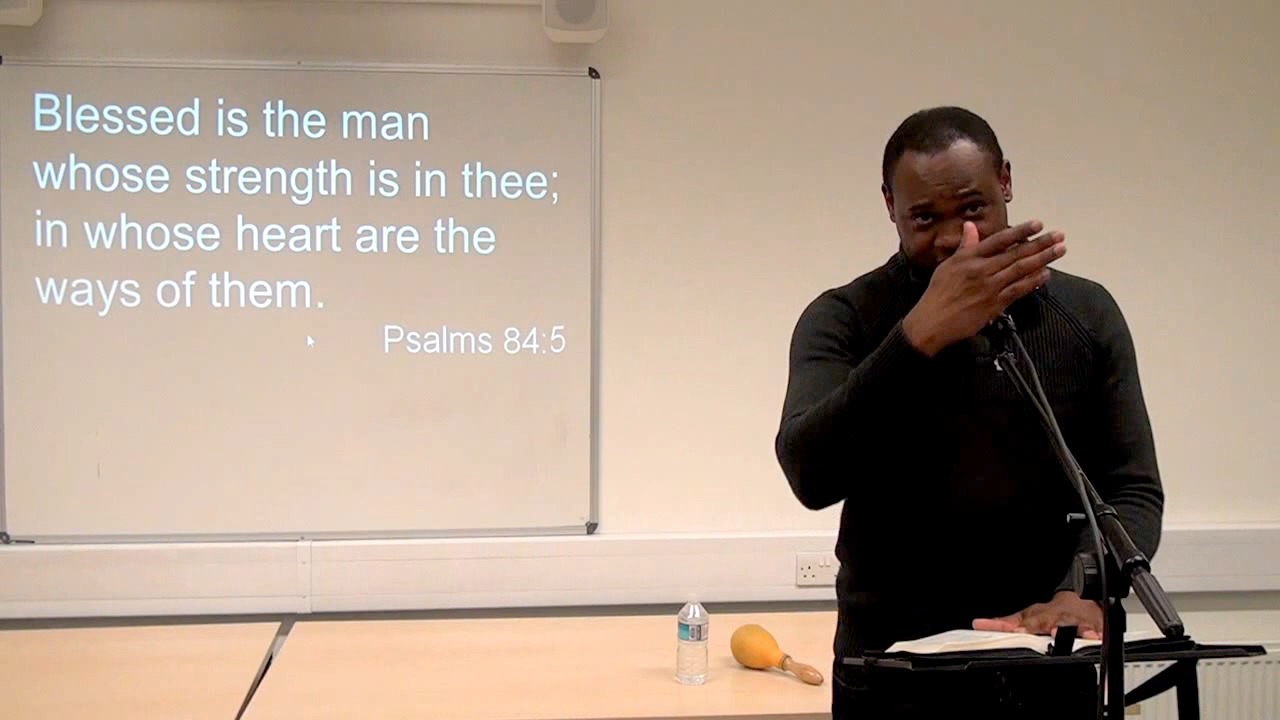 Blessed is the man
whose strength is in thee;
in whose heart are the
ways of them.
Psalms 84:5